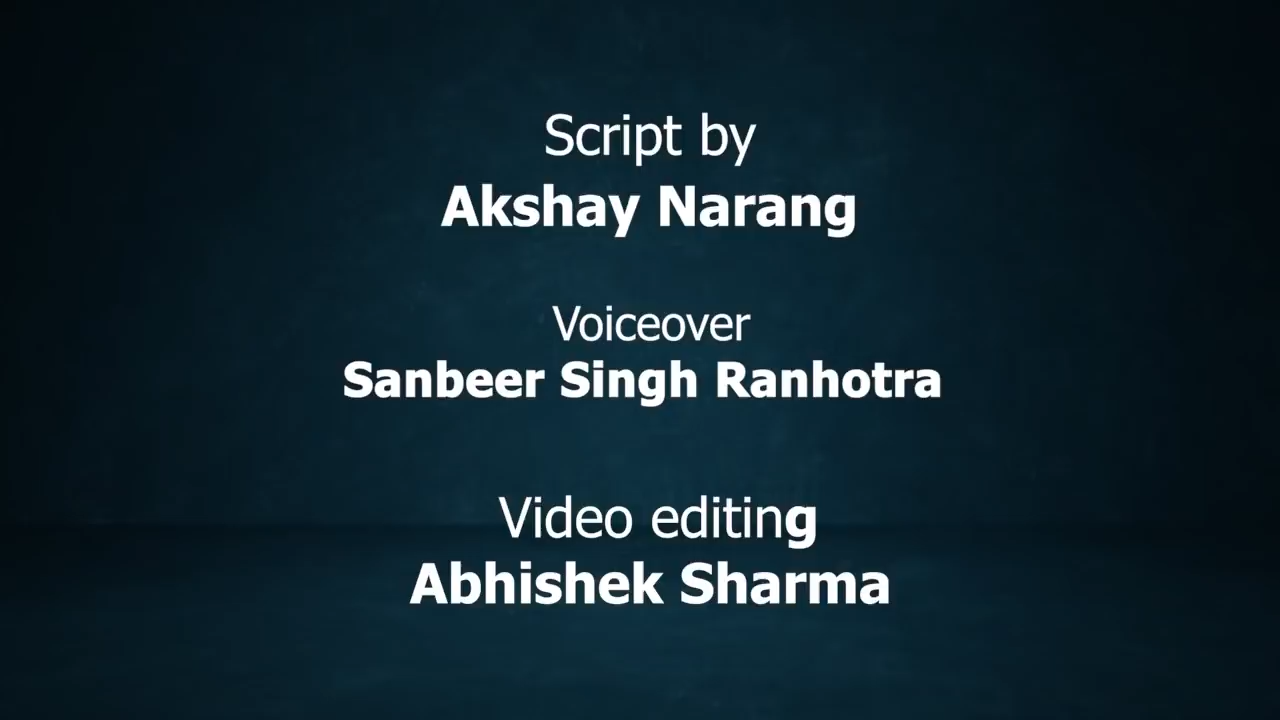 Script by
Akshay Narang
Voiceover
Sanbeer Singh Ranhotra
Video editing
Abhishek Sharma